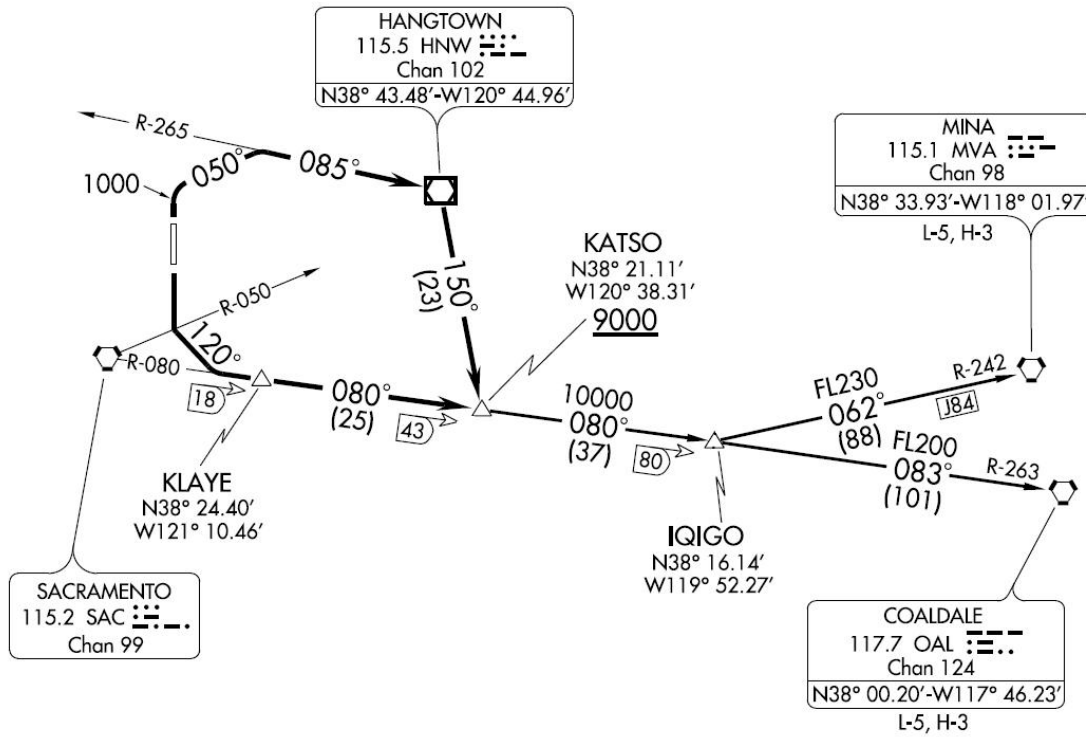 HANGTOWN
115.5 HNW
Chan 102
N38° 43.48′-W120° 44.96′
R-265
1000
050°
085°
MINA
115.1 MVA
Chan 98
N38° 33.93′-W118° 01.97′
L-5, H-3
KATSO
N38° 21.11′
W120° 38.31′
9000
150°
(23)
R-050
120°
R-080
18
080°
(25)
43
10000
080°
(37)
80
FL230
062°
(88)
R-242
J84
FL200
083°
(101)
R-263
KLAYE
N38° 24.40′
W121° 10.46′
IQIGO
N38° 16.14′
W119° 52.27′
SACRAMENTO
115.2 SAC
Chan 99
COALDALE
117.7 OAL
Chan 124
N38° 00.20′-W117° 46.23′
L-5, H-3